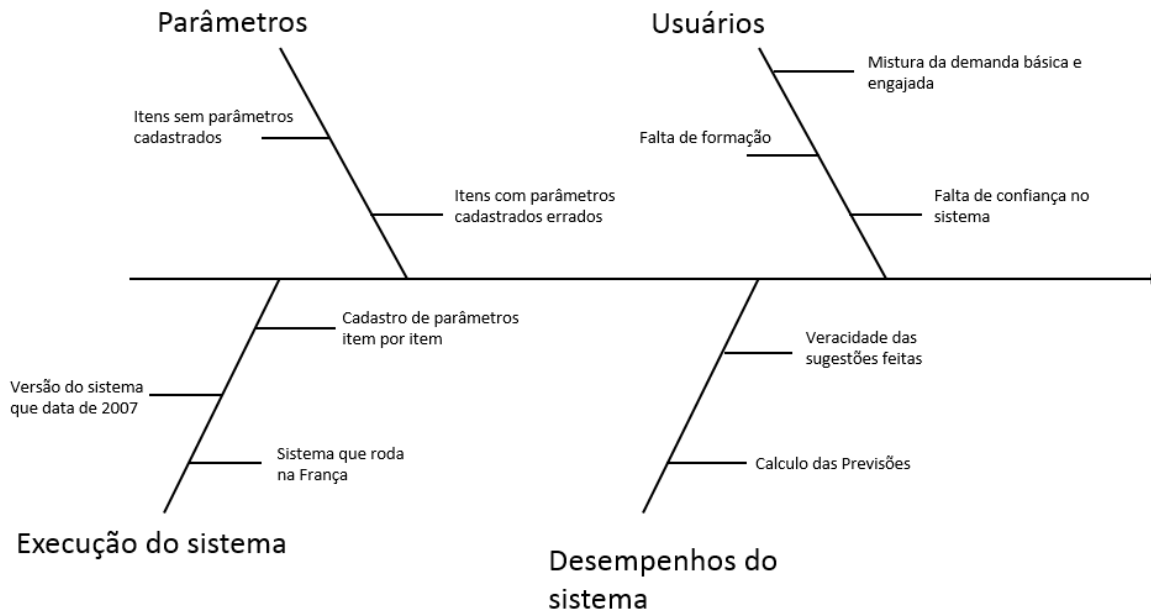 Parâmetros
Usuários
Mistura da demanda básica e
engajada
Itens sem parâmetros
cadastrados
Falta de formação
Itens com parâmetros
cadastrados errados
Falta de confiança no
sistema
Cadastro de parâmetros
item por item
Veracidade das
sugestões feitas
Versão do sistema
que data de 2007
Sistema que roda
na França
Calculo das Previsões
Execução do sistema
Desempenhos do
sistema